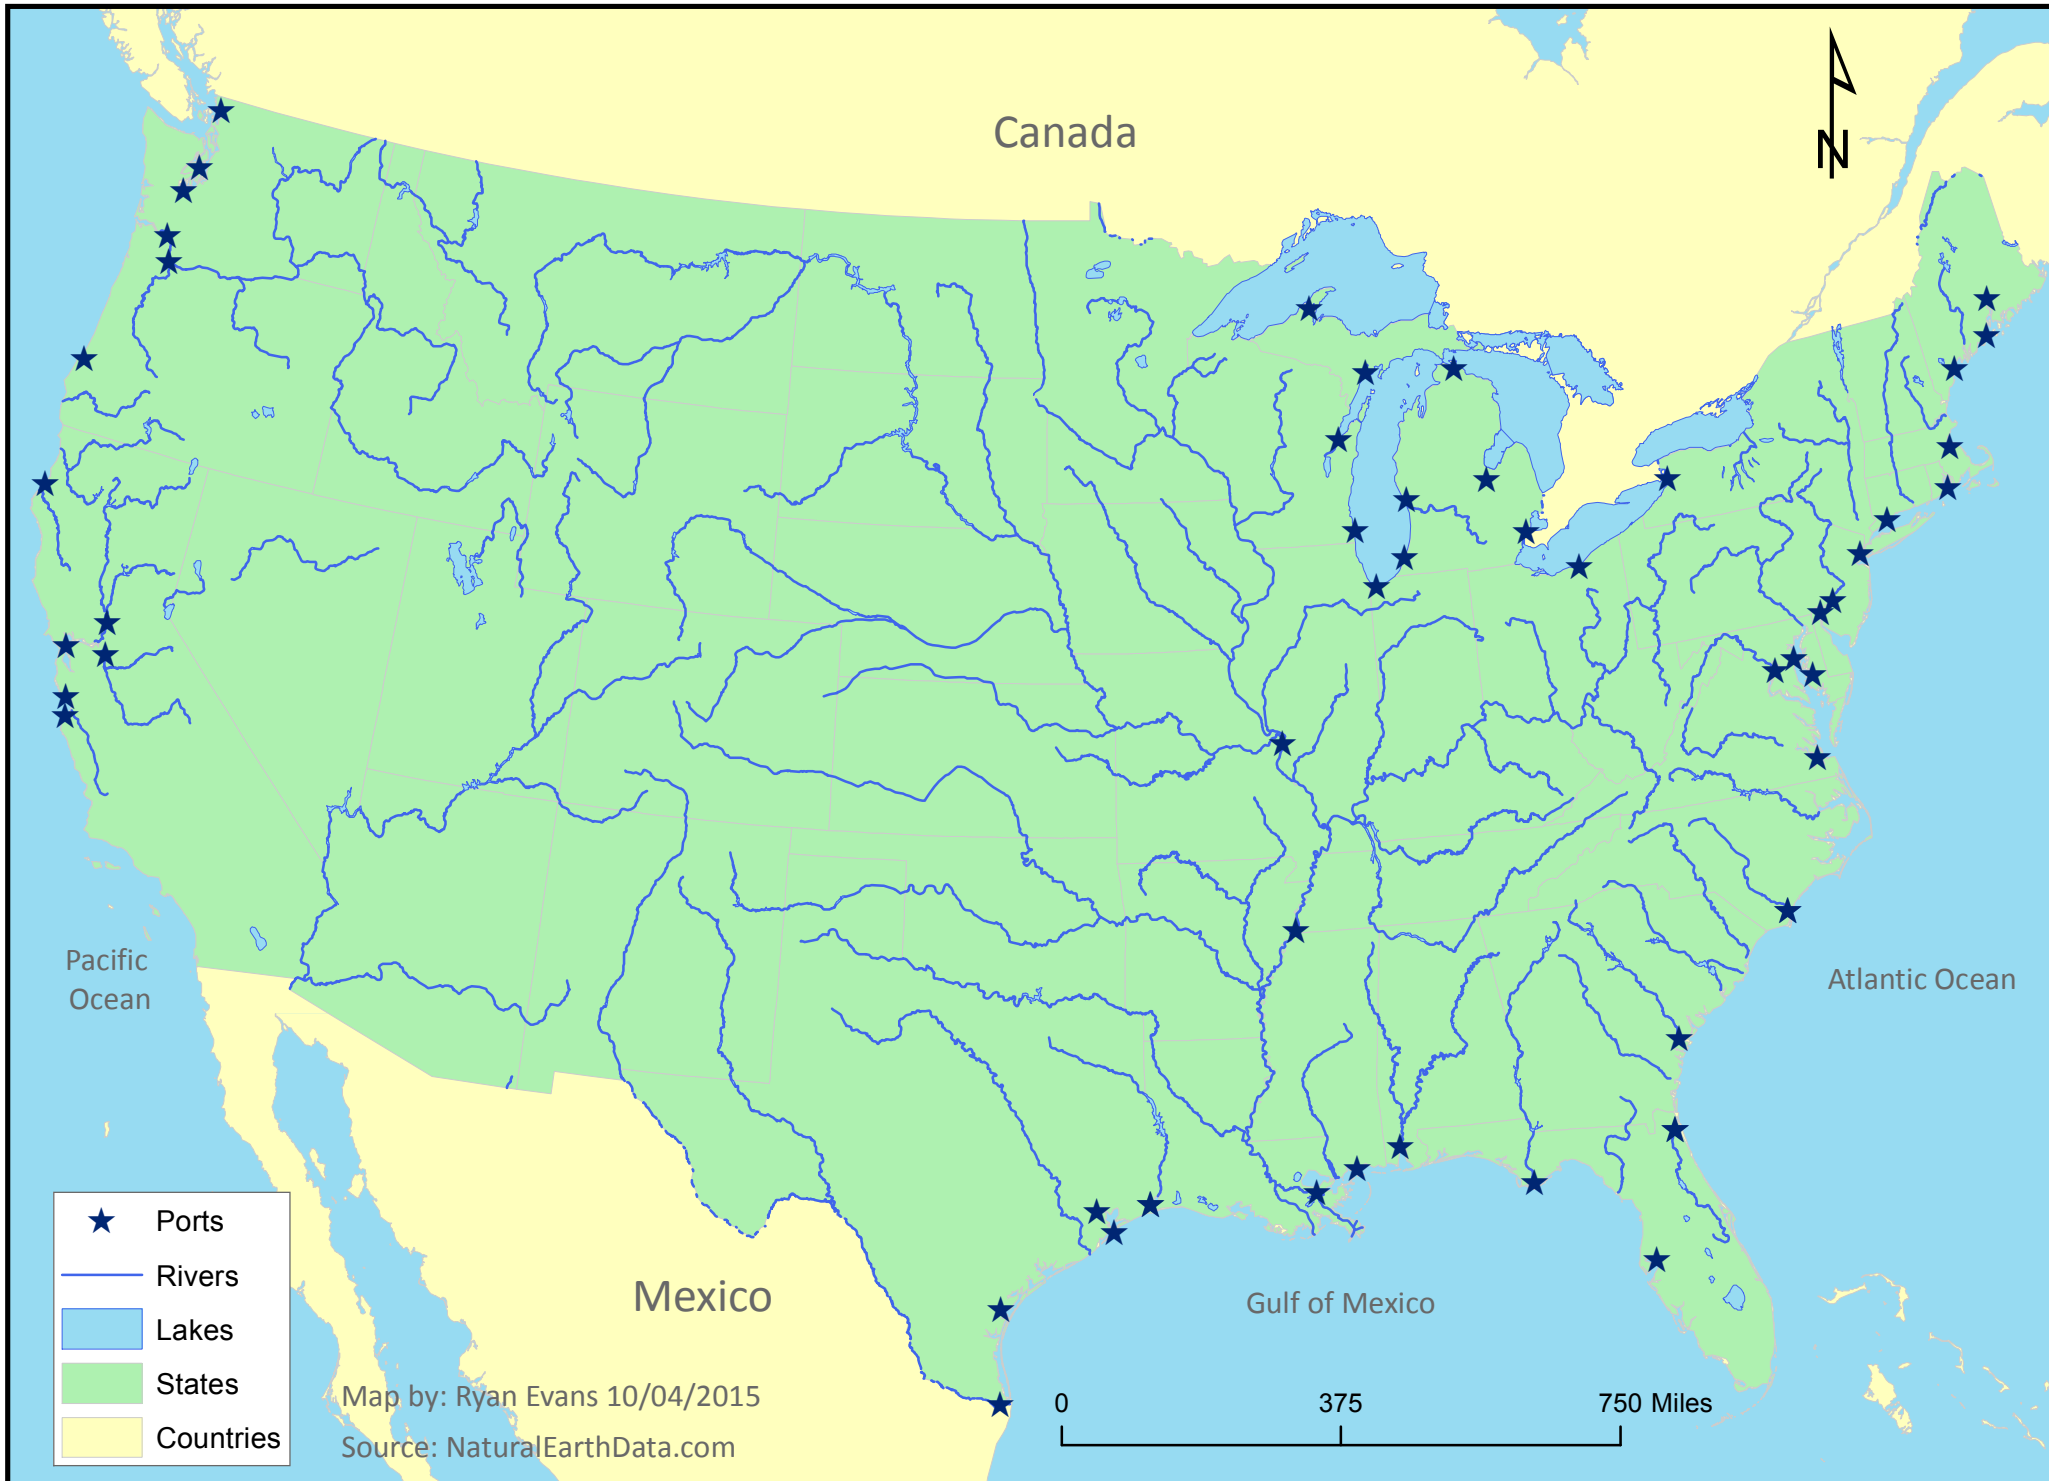 Canada
N
Pacific
Ocean
Atlantic Ocean
Mexico
Gulf of Mexico
Ports
Rivers
Lakes
States
Countries
Map by: Ryan Evans 10/04/2015
Source: NaturalEarthData.com
0 375 750 Miles